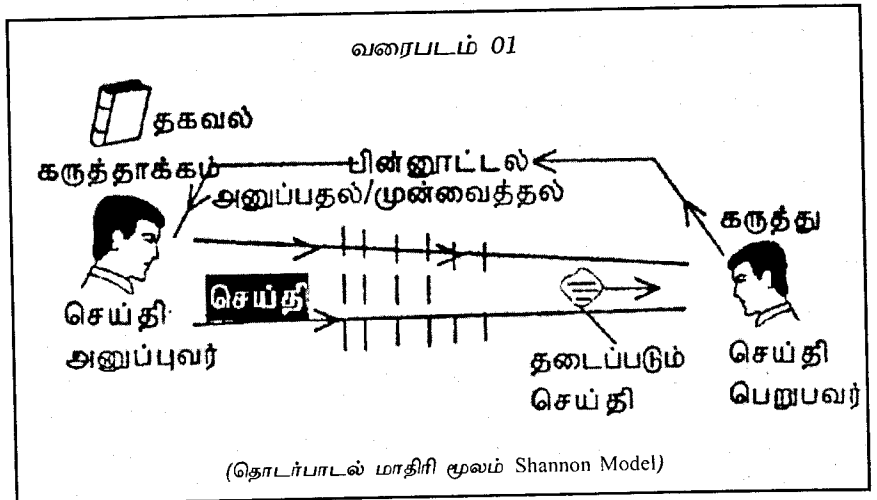 வரைபடம் 01
தகவல்
கருத்தாக்கம்
பின்னூட்டல்
அனுப்பதல்/முன்வைத்தல்
கருத்து
செய்தி
செய்தி
அனுப்புவர்
தடைப்படும்
செய்தி
செய்தி
பெறுபவர்
(தொடர்பாடல் மாதிரி மூலம் Shannon Model)